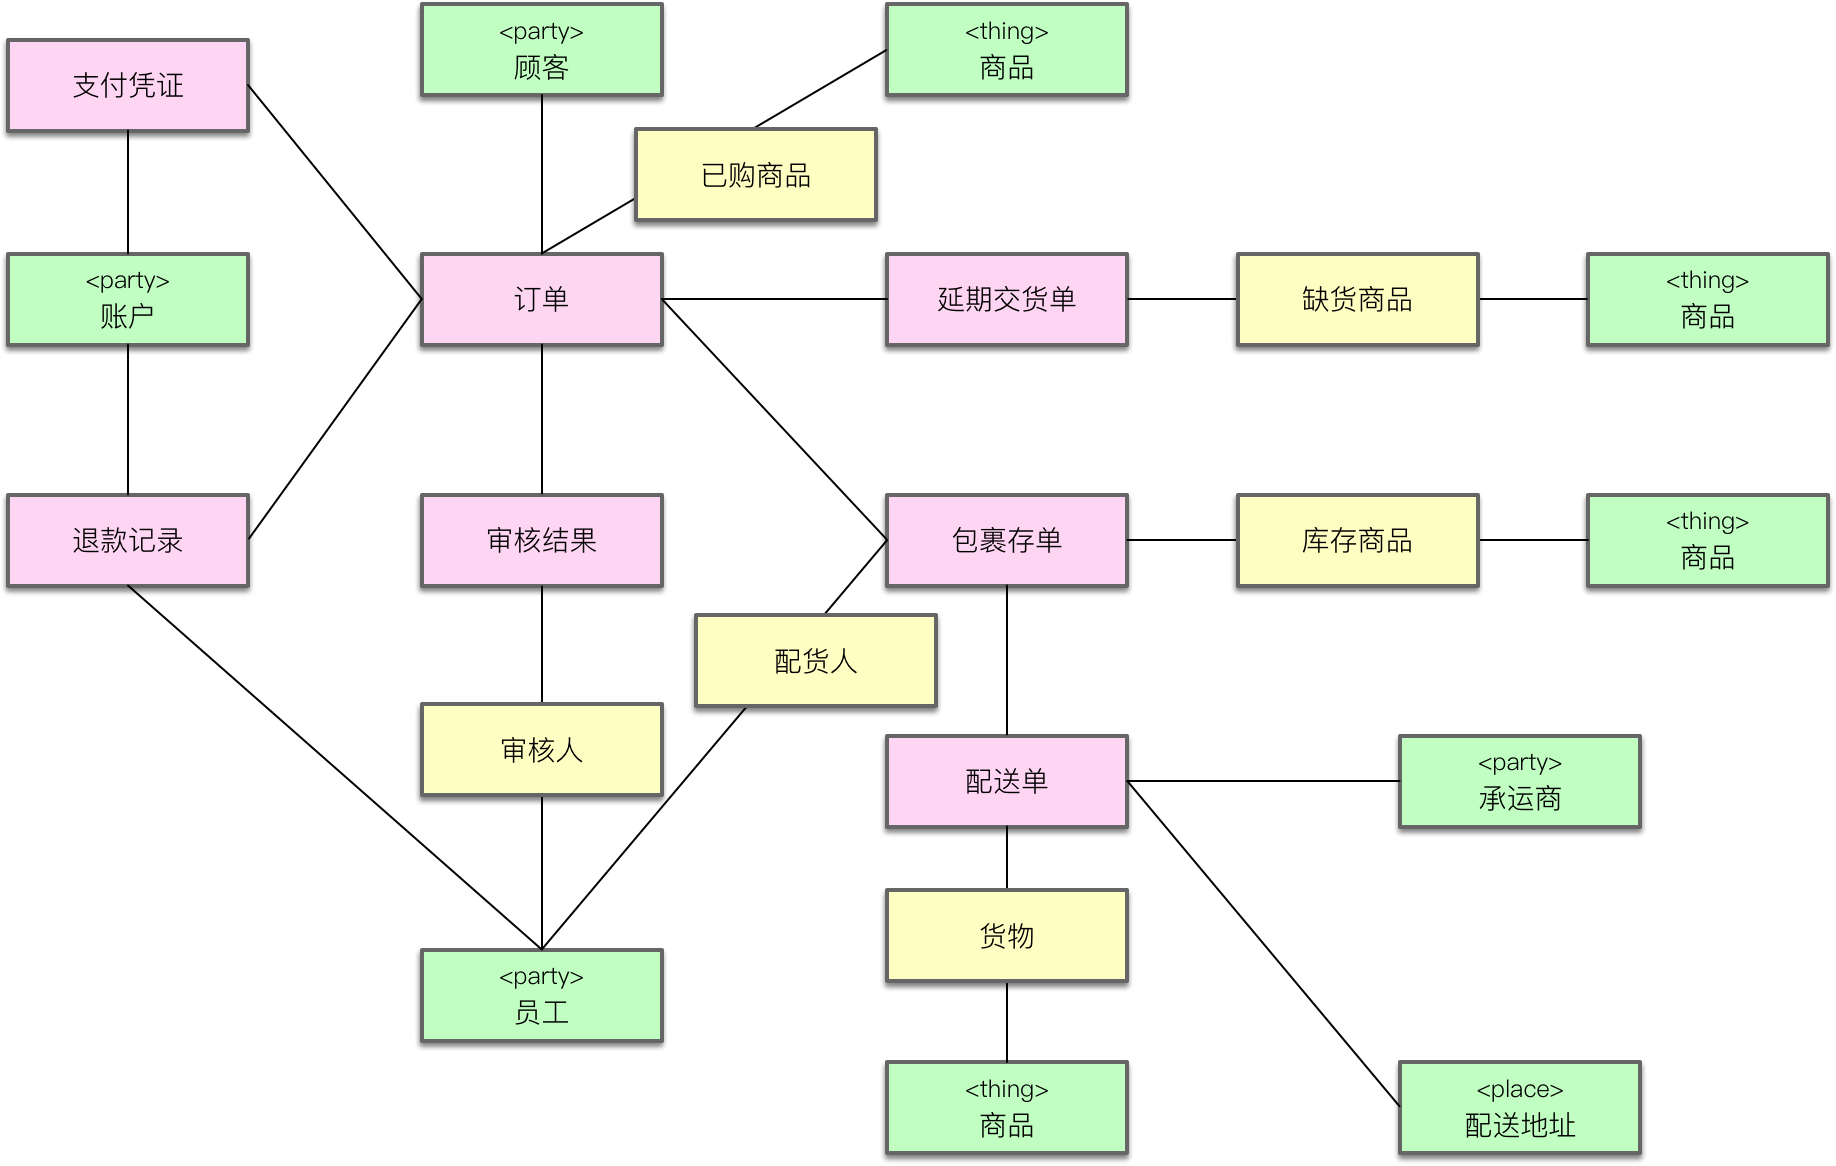 <party>
顾客
<thing>
商品
支付凭证
已购商品
<party>
账户
订单
延期交货单
缺货商品
<thing>
商品
退款记录
审核结果
包裹存单
库存商品
<thing>
商品
配货人
审核人
配送单
<party>
承运商
货物
<party>
员工
<thing>
商品
<place>
配送地址